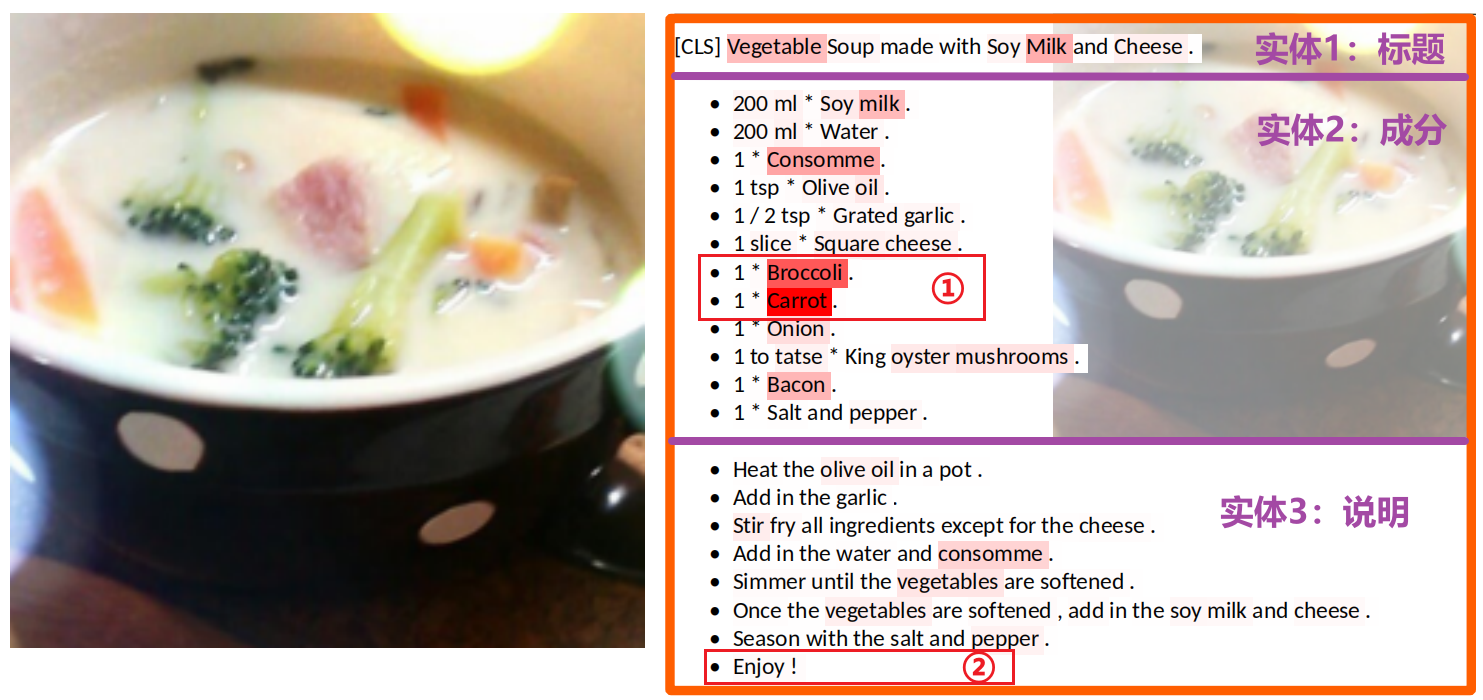 [CLS] Vegetable Soup made with Soy Milk and Cheese .
实体1：标题
实体2：成分
• 200 ml * Soy milk .
• 200 ml * Water .
• 1 * Consomme .
• 1 tsp * Olive oil .
• 1 / 2 tsp * Grated garlic .
• 1 slice * Square cheese .
• 1 * Broccoli .
①
• 1 * Carrot .
• 1 * Onion .
• 1 to tatse * King oyster mushrooms .
• 1 * Bacon .
• 1 * Salt and pepper .
实体3：说明
• Heat the olive oil in a pot .
• Add in the garlic .
• Stir fry all ingredients except for the cheese .
• Add in the water and consomme .
• Simmer until the vegetables are softened .
• Once the vegetables are softened , add in the soy milk and cheese .
• Season with the salt and pepper .
• Enjoy !
②